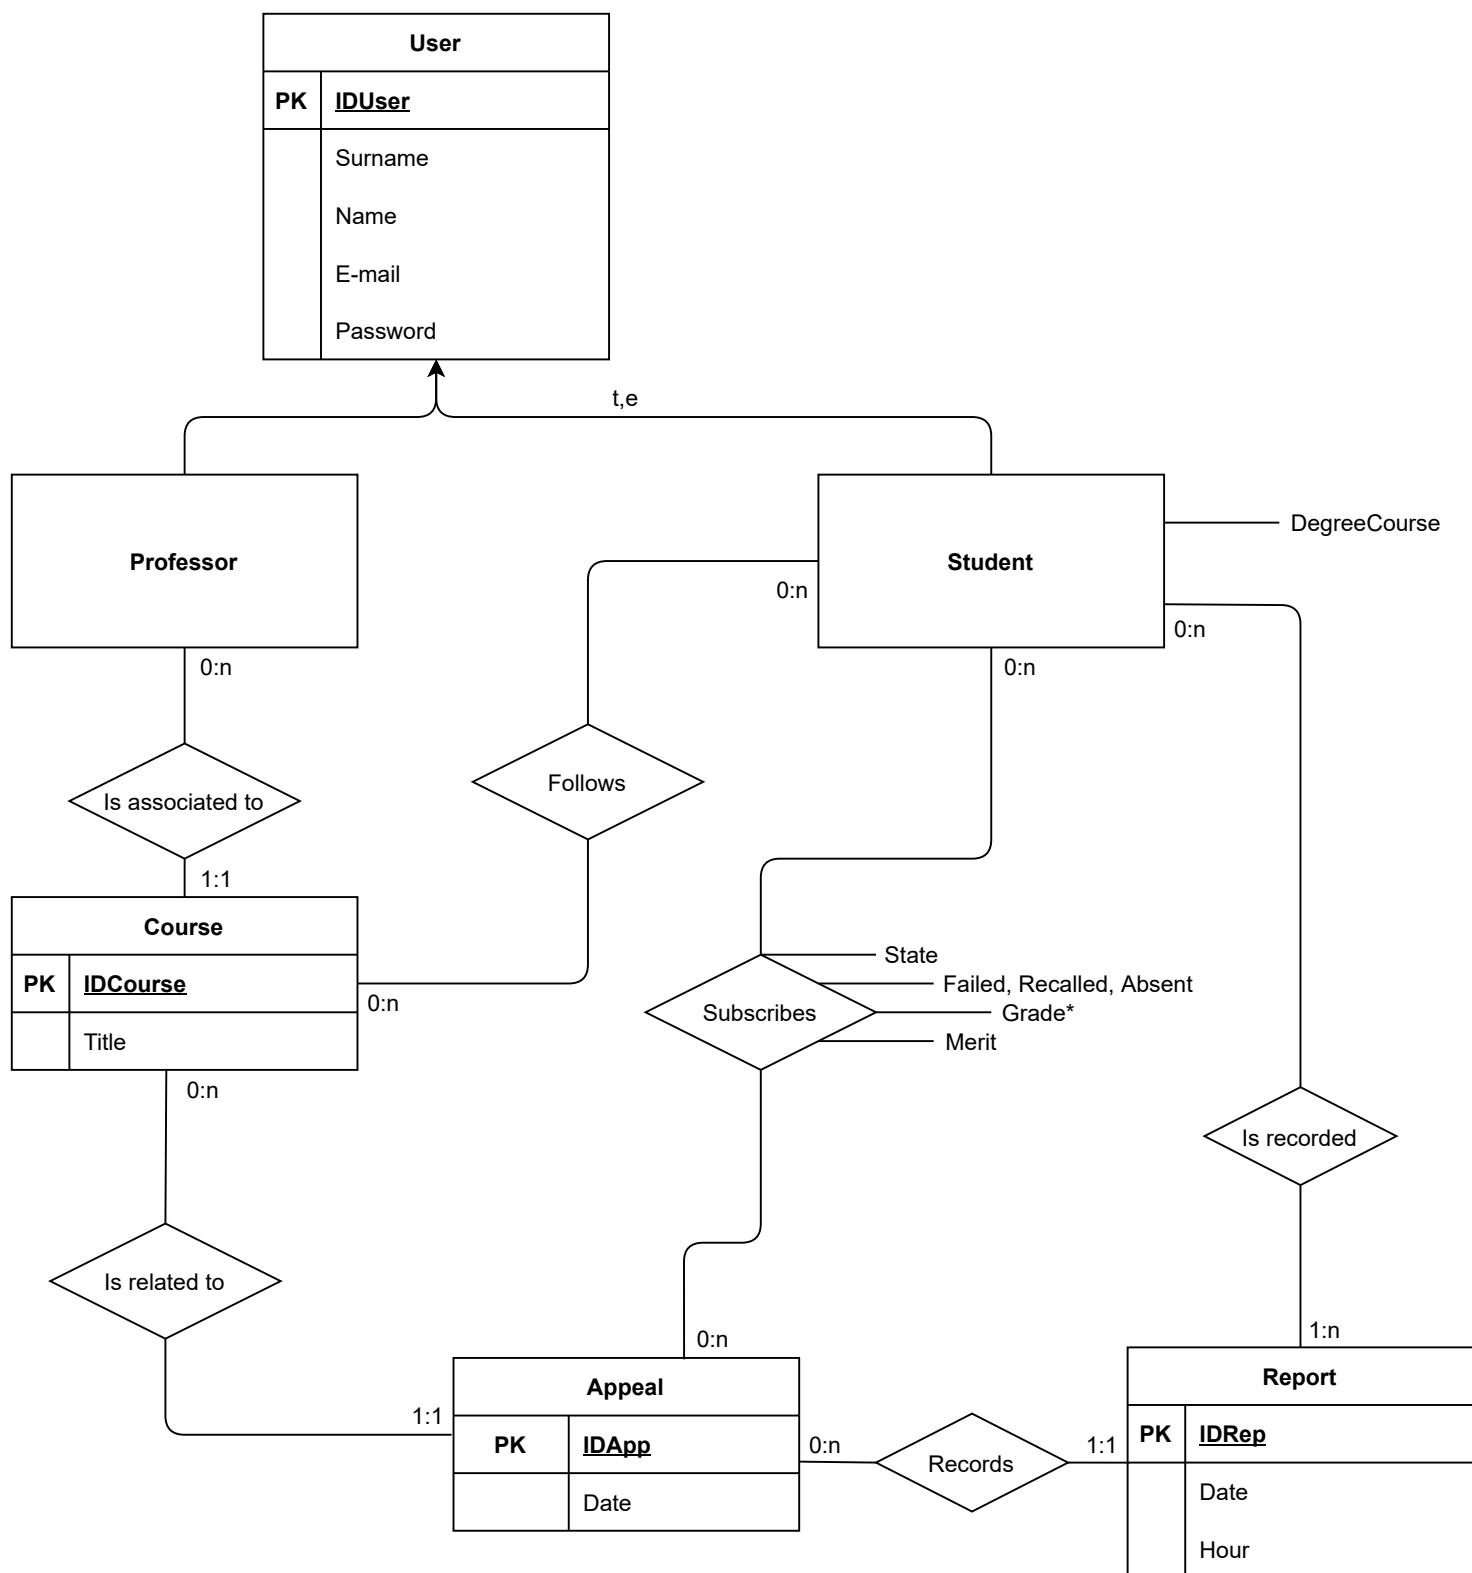 User
PK IDUser
Surname
Name
E-mail
Password
t,e
Professor
Student
DegreeCourse
0:n
0:n
0:n
0:n
Is associated to
Follows
1:1
Course
PK IDCourse
Title
0:n
0:n
State
Failed, Recalled, Absent
Subscribes
Grade*
Merit
Is recorded
Is related to
1:n
0:n
Appeal
PK IDApp
Date
1:1
0:n
Records
1:1
Report
PK IDRep
Date
Hour